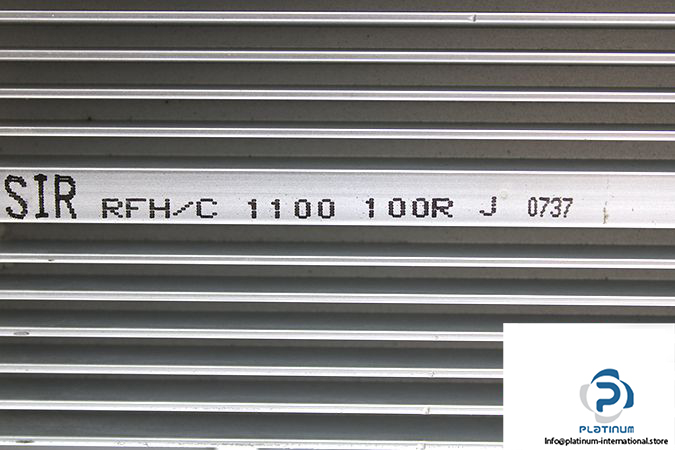 SIR RFH/C 1100 100R J 0737
PLATINUM
Info@platinum-international.store